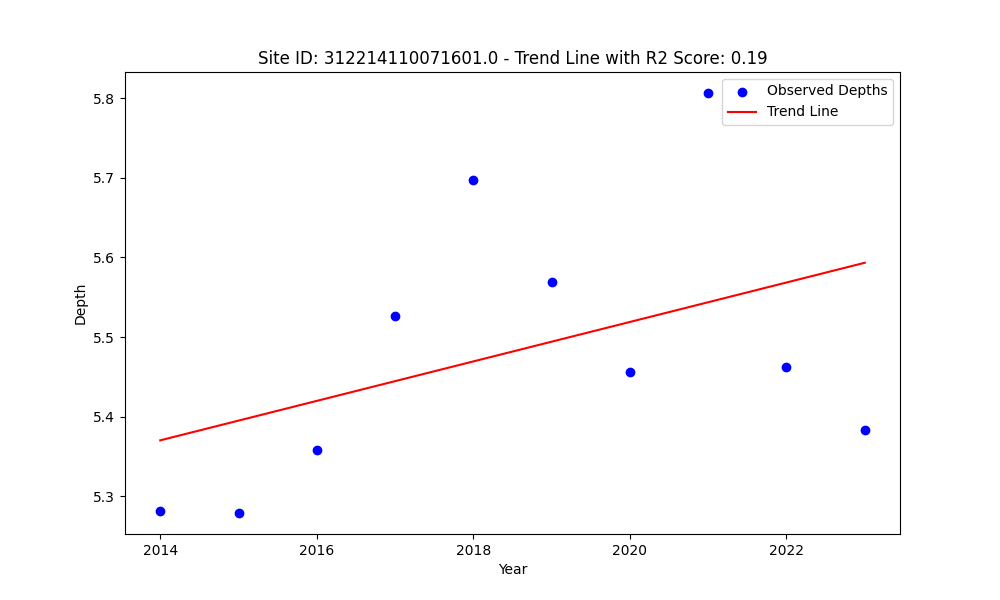 Site ID: 312214110071601.0 - Trend Line with R2 Score: 0.19
Observed Depths
Trend Line
5.8
5.7
5.6
5.5
5.4
5.3
Depth
2014
2016
2018
2020
2022
Year